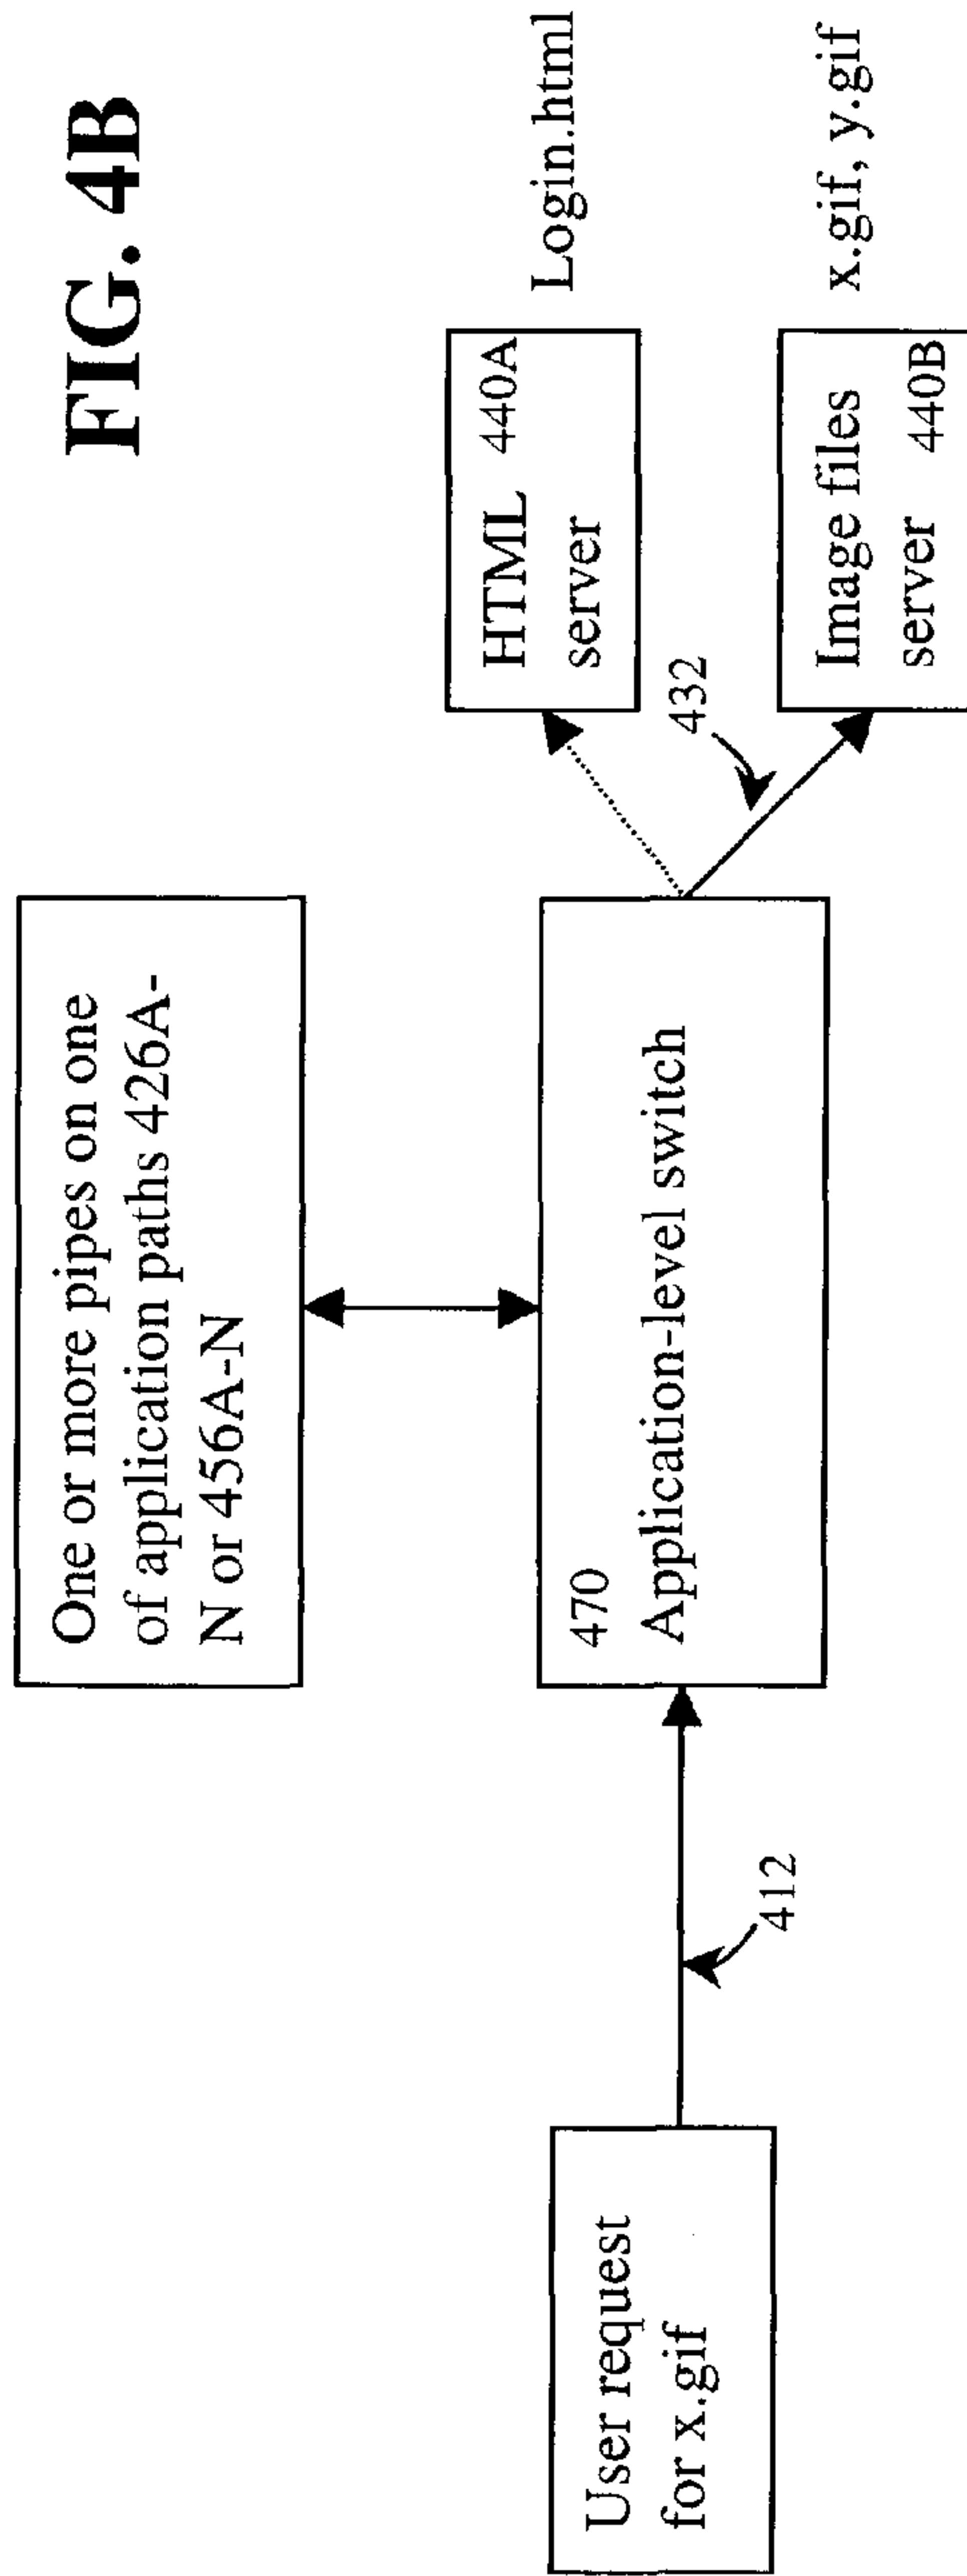 FIG. 4B
One or more pipes on one
of application paths 426A-
N or 456A-N
User request
for x.gif
412
470
Application-level switch
432
HTML 440A
server
Login.html
Image files
server 440B
x.gif, y.gif